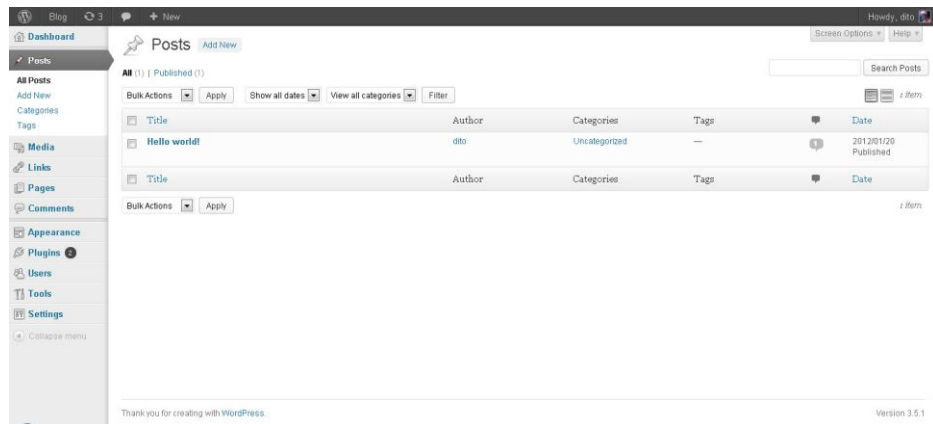 Blog 3 + New Howdy, dito
Screen Options Help
Dashboard
Posts
All Posts
Add New
Categories
Tags
Media
Links
Pages
Comments
Appearance
Plugins 2
Users
Tools
Settings
Collapse menu
Posts Add New
All (1) | Published (1) Search Posts
Bulk Actions Apply Show all dates View all categories Filter 1 item
Title Author Categories Tags Date
Hello world! dito Uncategorized — 1 2012/01/20
Published
Title Author Categories Tags Date
Bulk Actions Apply 1 item
Thank you for creating with WordPress. Version 3.5.1